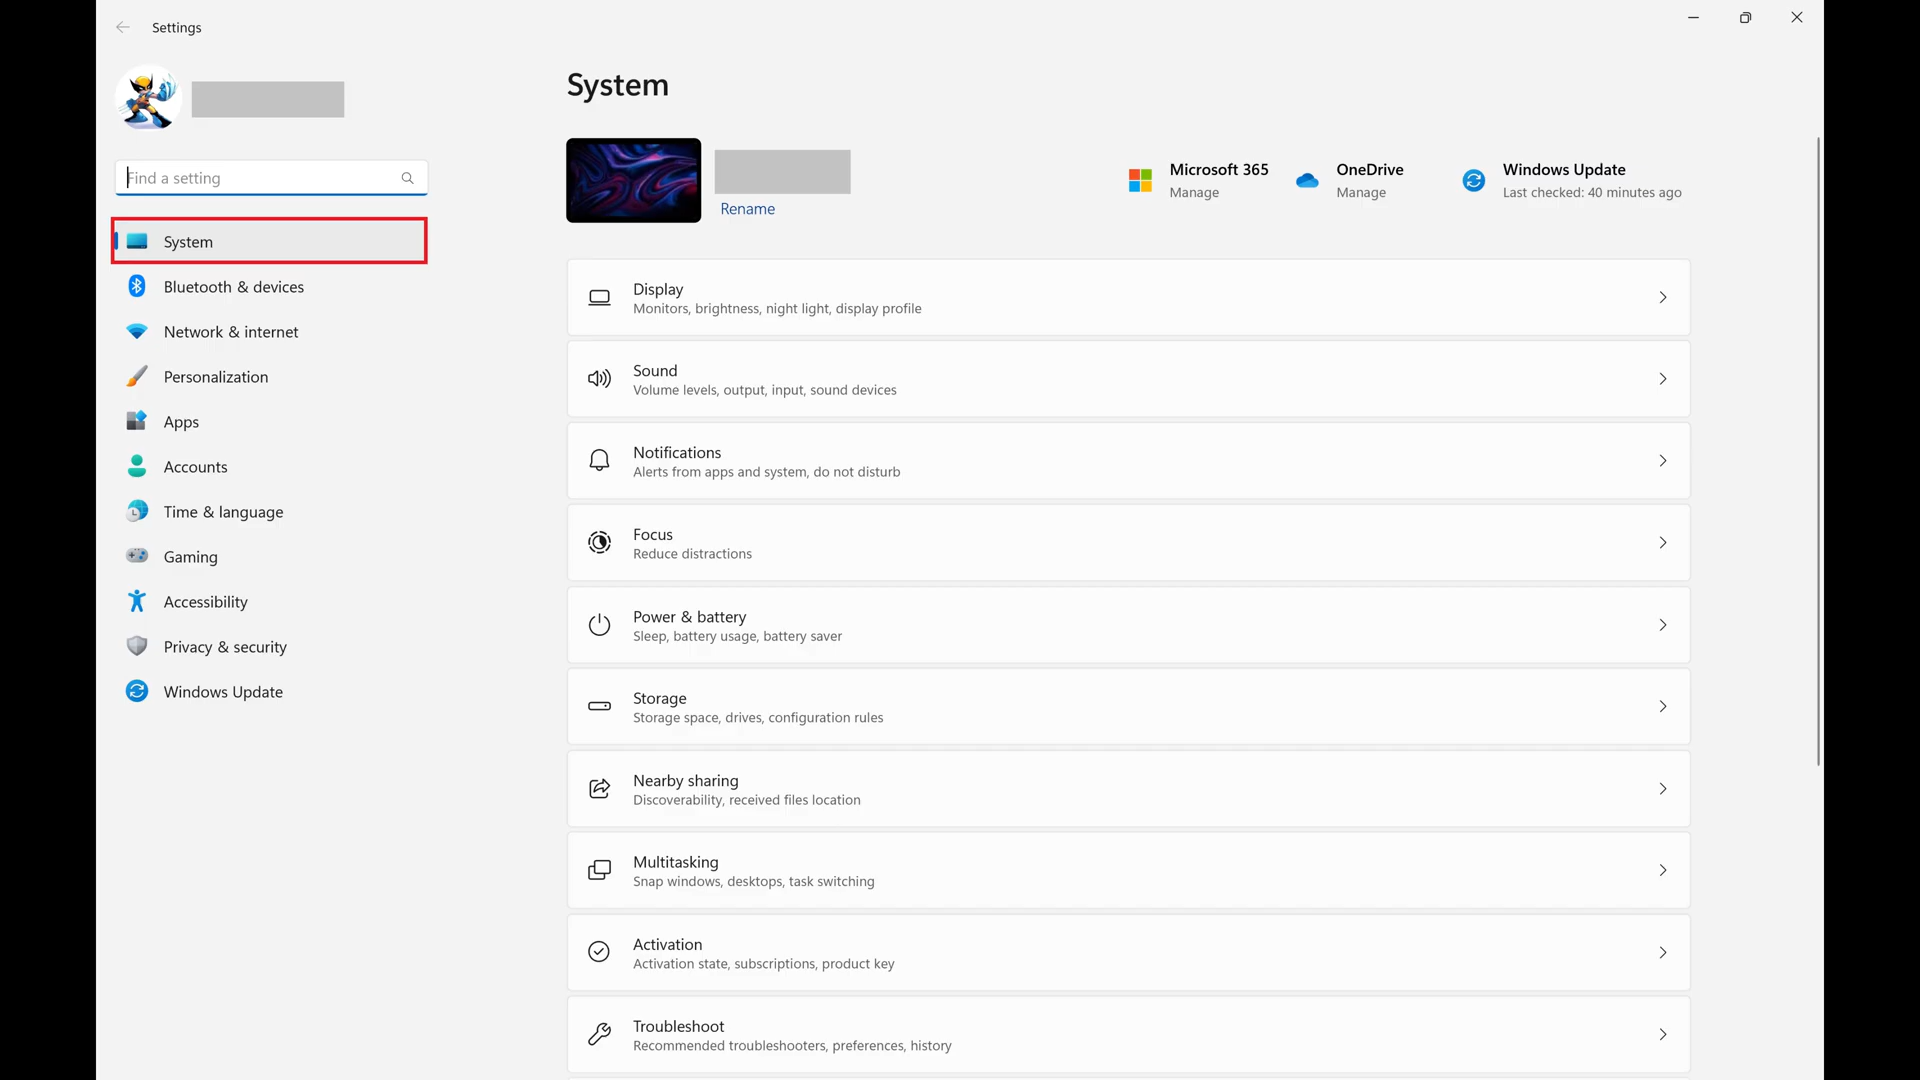 Settings
Find a setting
System
Bluetooth & devices
Network & internet
Personalization
Apps
Accounts
Time & language
Gaming
Accessibility
Privacy & security
Windows Update
System
Rename
Microsoft 365
Manage
OneDrive
Manage
Windows Update
Last checked: 40 minutes ago
Display
Monitors, brightness, night light, display profile
Sound
Volume levels, output, input, sound devices
Notifications
Alerts from apps and system, do not disturb
Focus
Reduce distractions
Power & battery
Sleep, battery usage, battery saver
Storage
Storage space, drives, configuration rules
Nearby sharing
Discoverability, received files location
Multitasking
Snap windows, desktops, task switching
Activation
Activation state, subscriptions, product key
Troubleshoot
Recommended troubleshooters, preferences, history